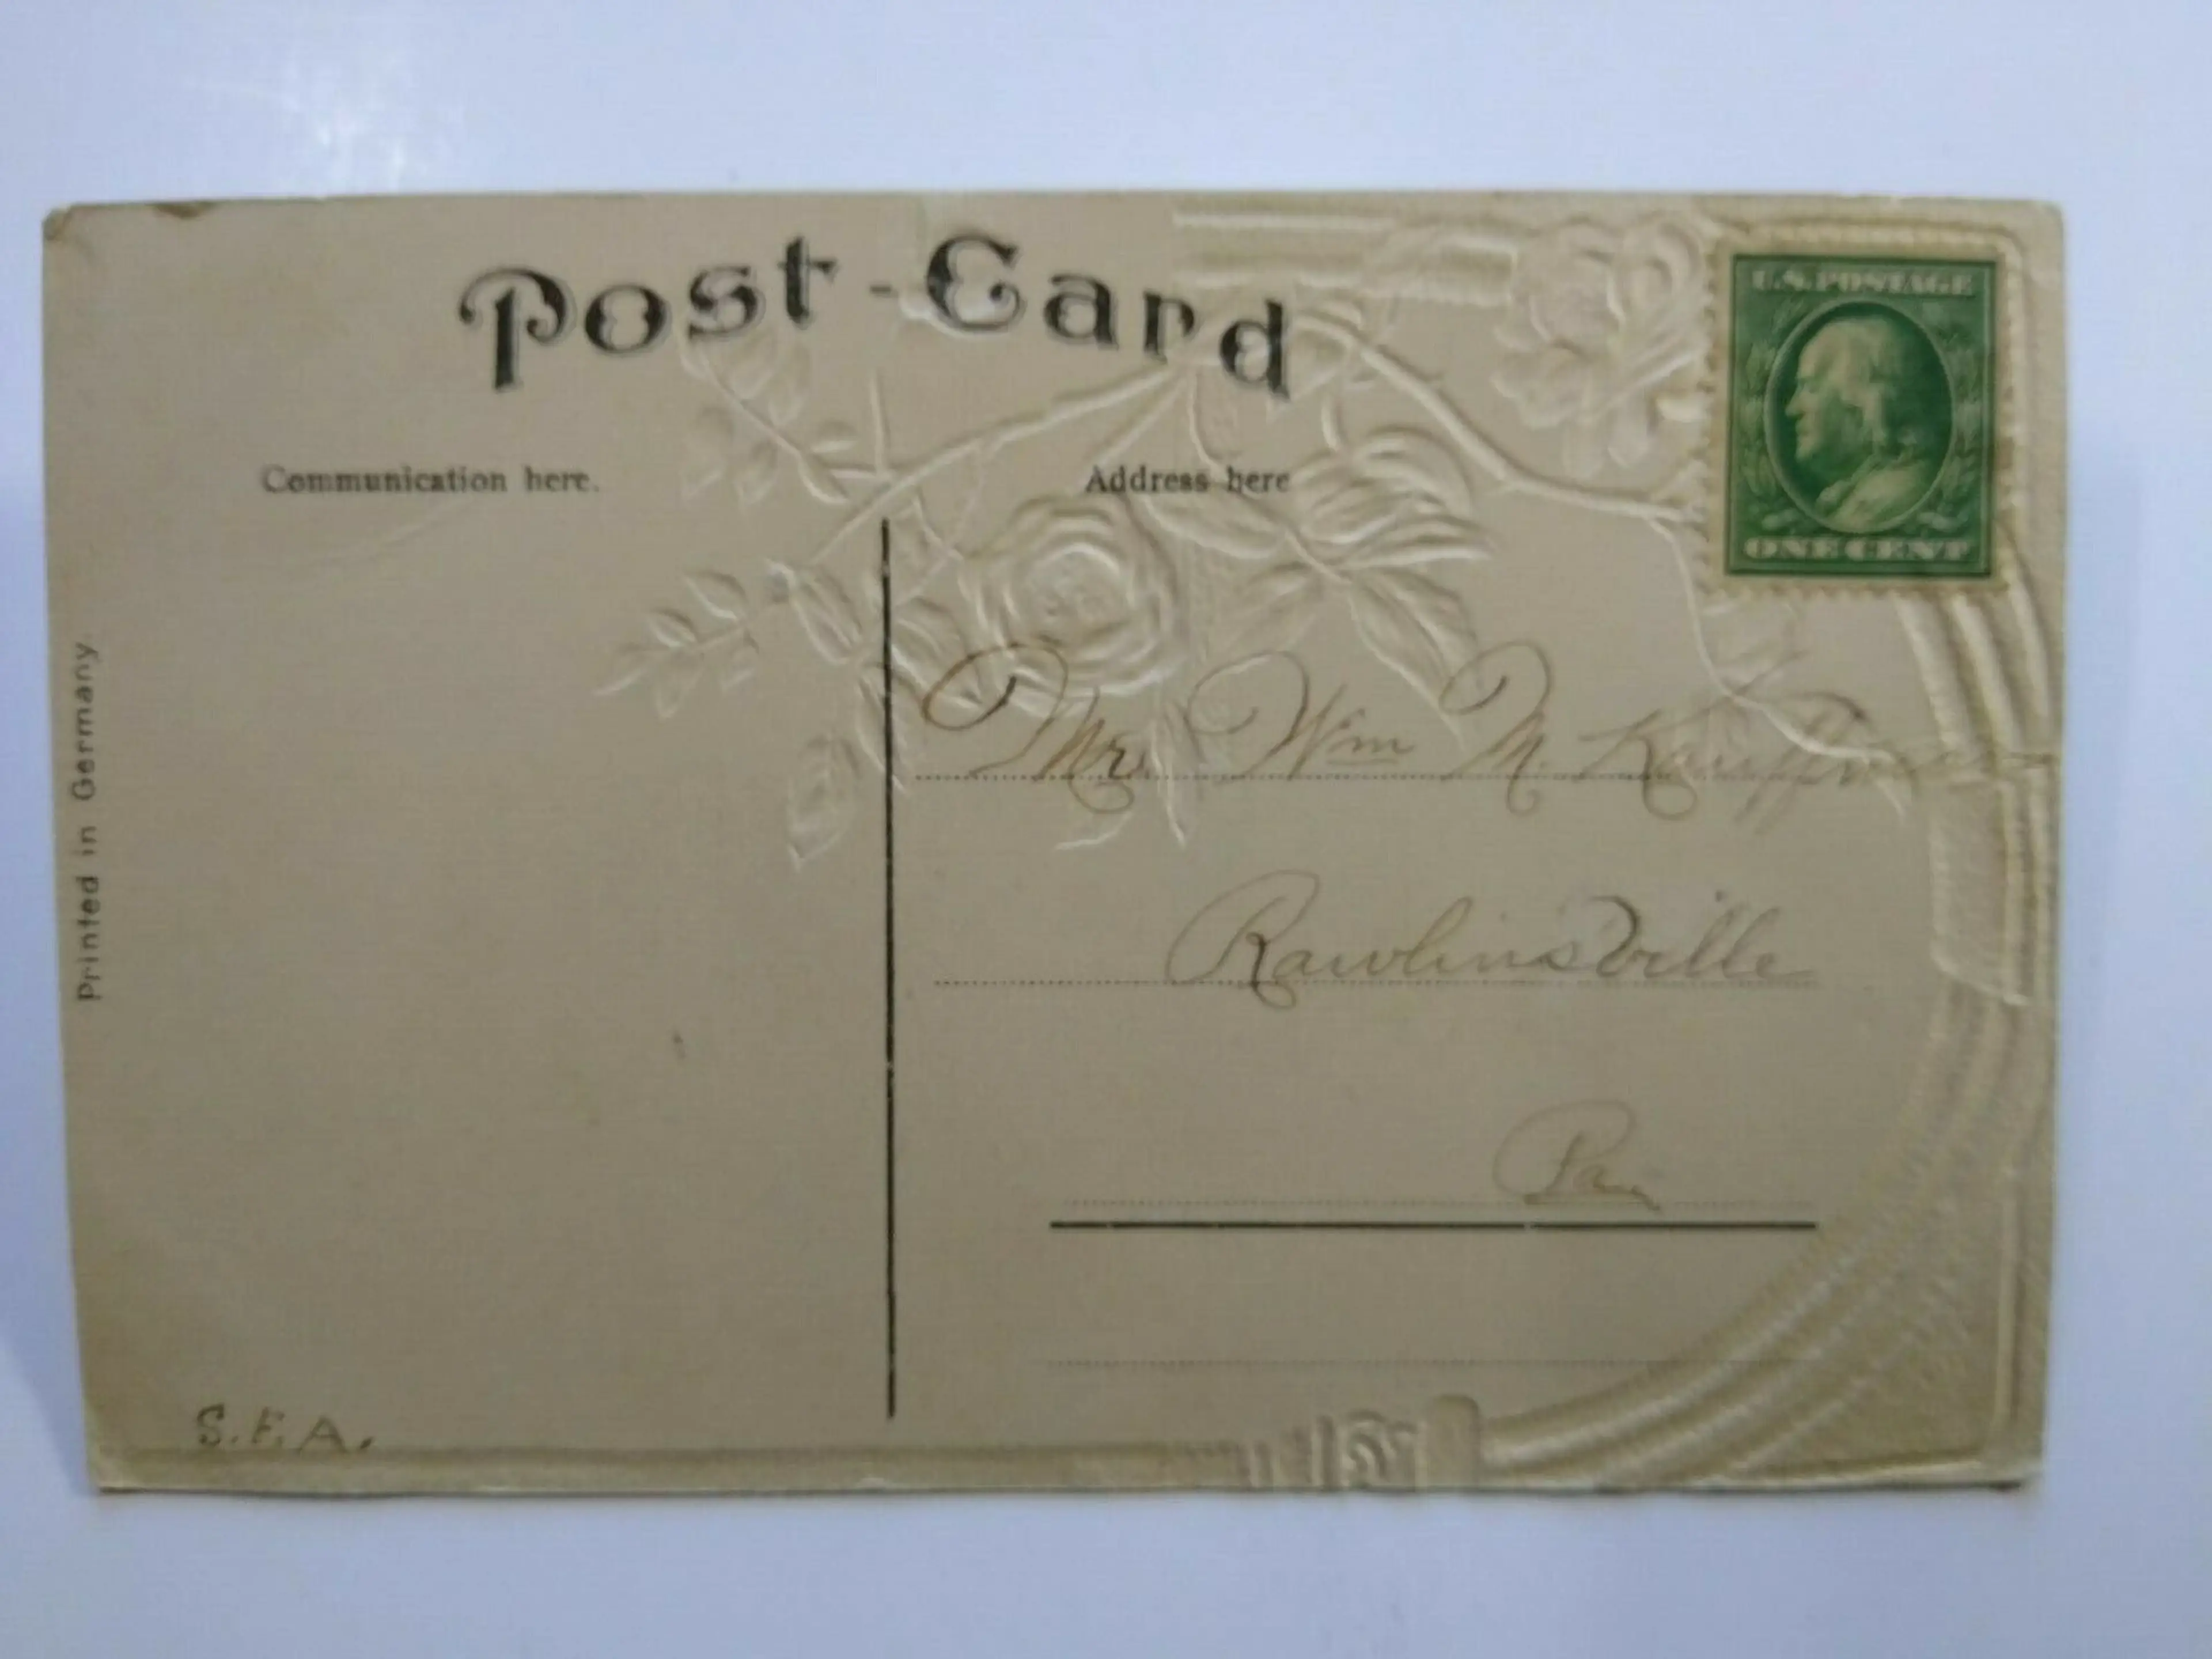 Post-Card
U.S. POSTAGE
ONE CENT
Communication here.
Address here
Printed in Germany
Mr. Wm M. Kauffman
Rawlinsville
Pa.
S.F.A.